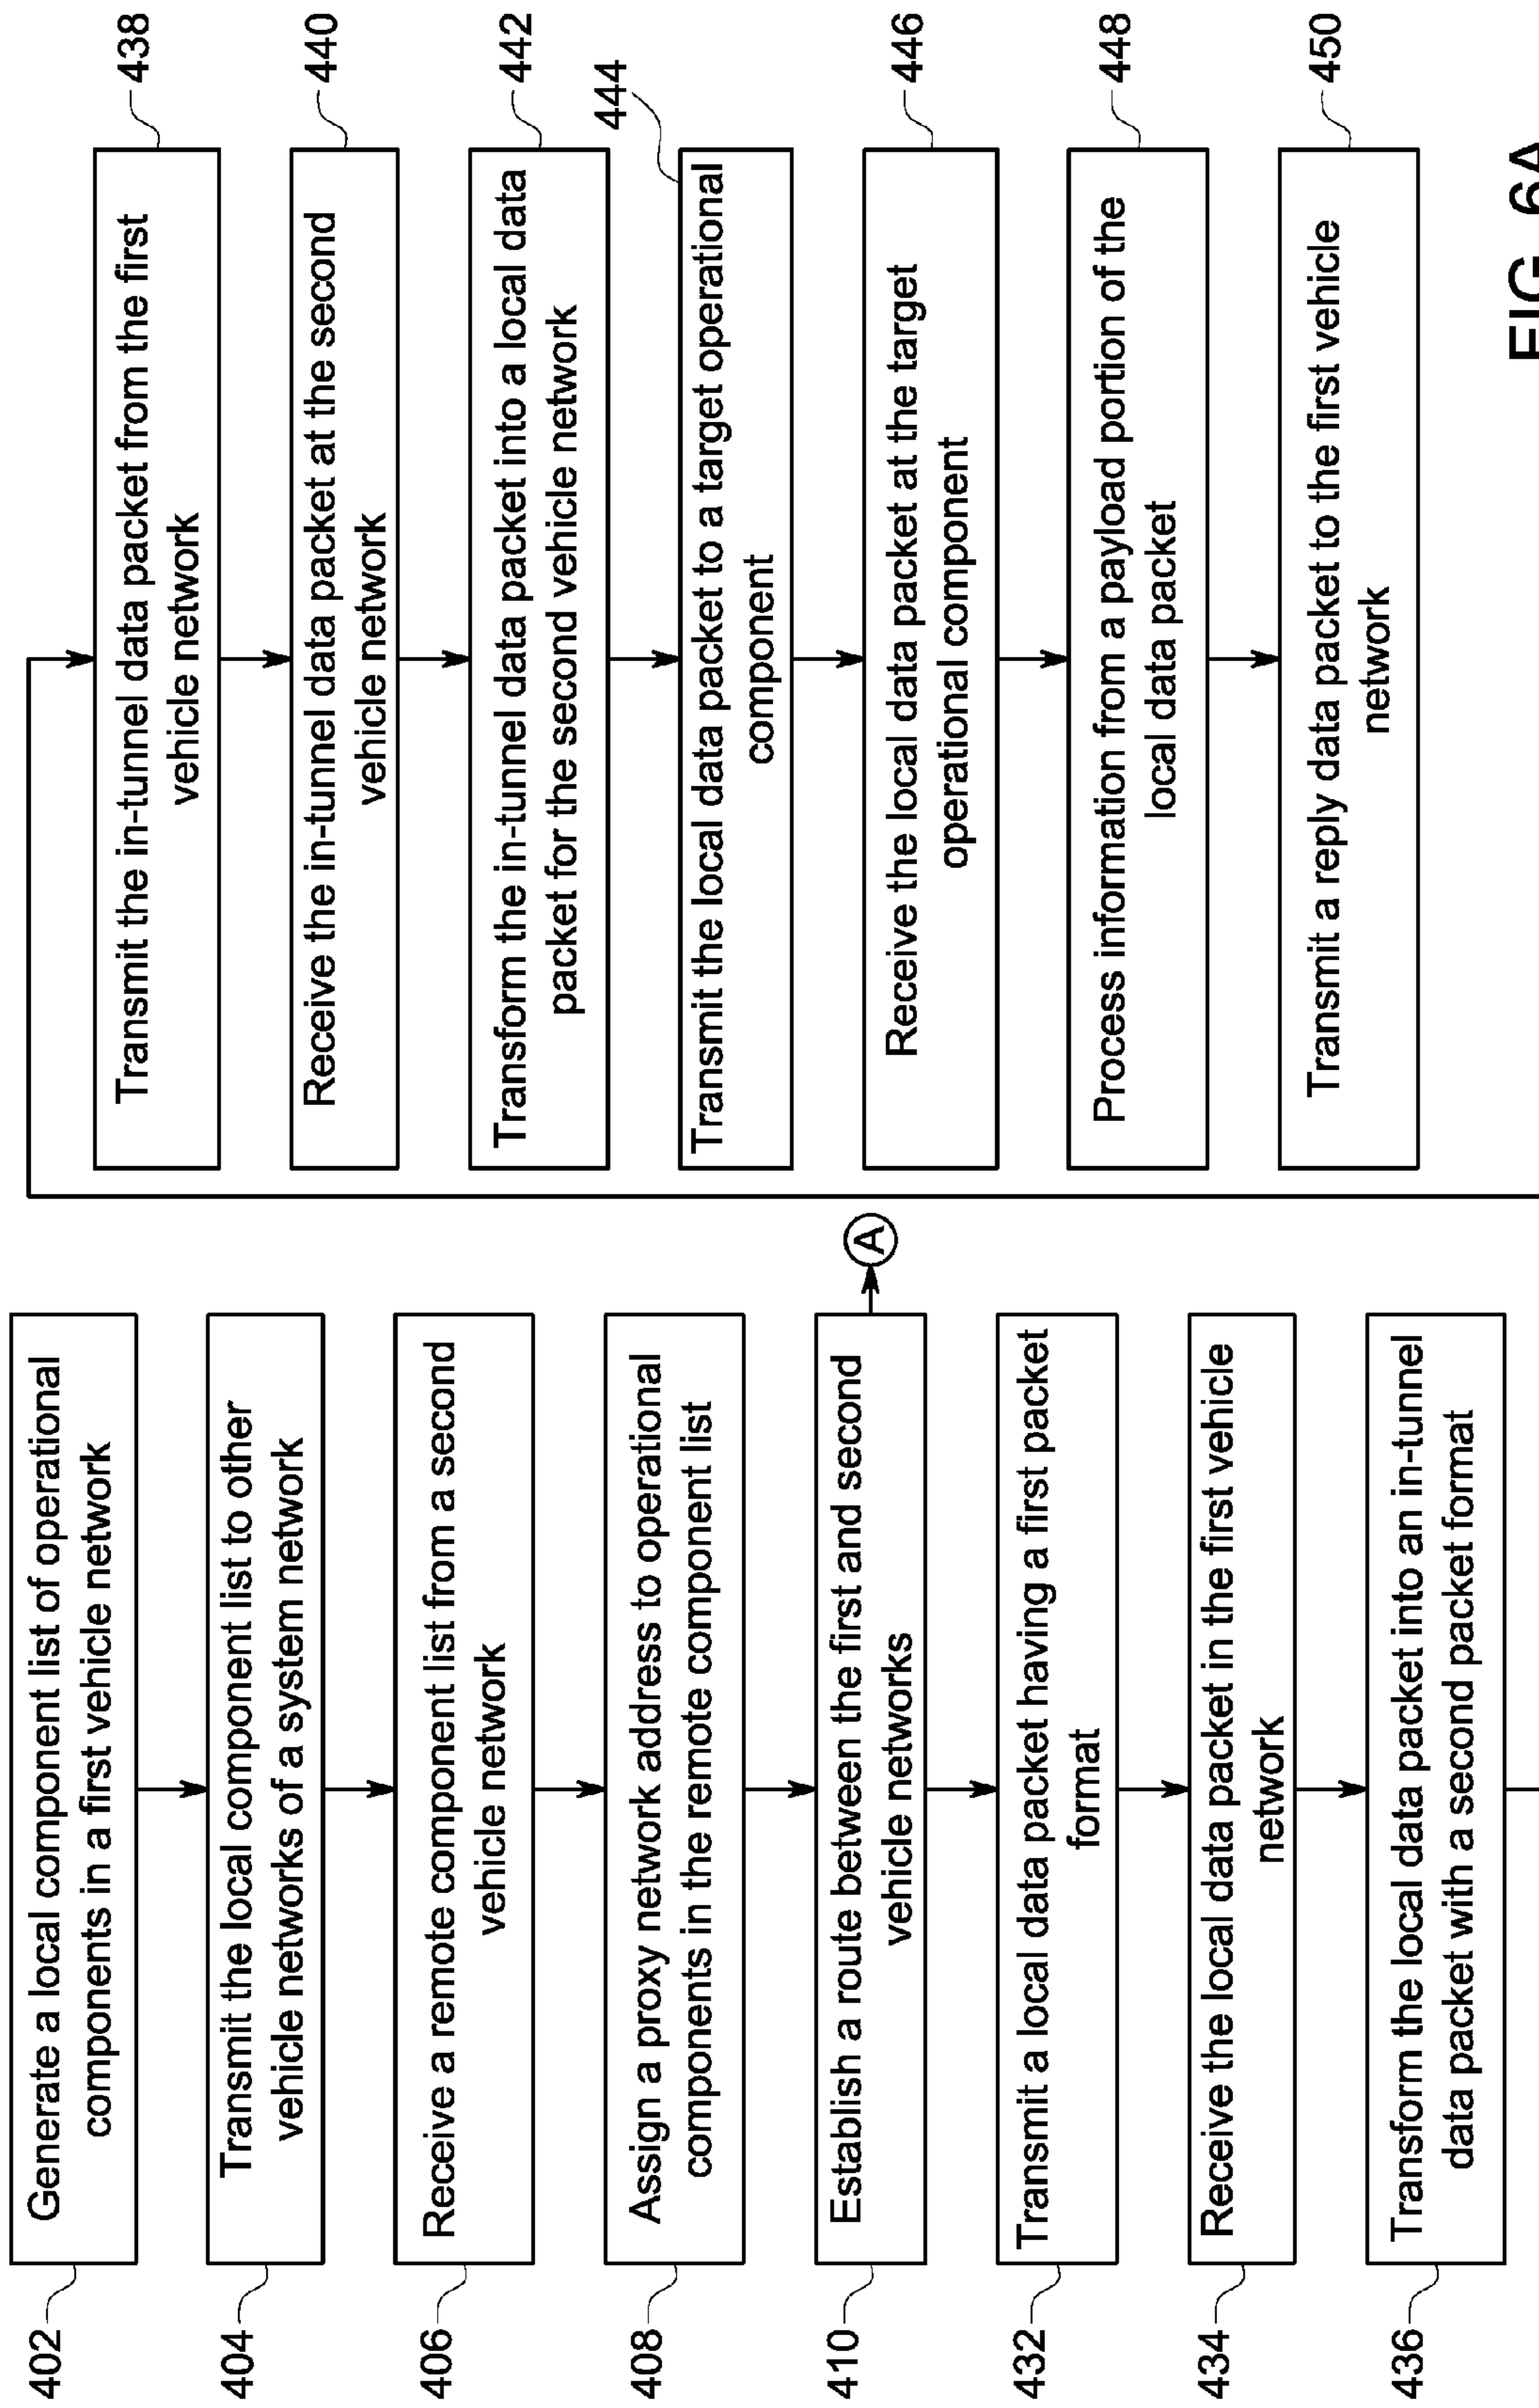 402
Generate a local component list of operational
components in a first vehicle network
404
Transmit the local component list to other
vehicle networks of a system network
406
Receive a remote component list from a second
vehicle network
408
Assign a proxy network address to operational
components in the remote component list
410
Establish a route between the first and second
vehicle networks
A
432
Transmit a local data packet having a first packet
format
434
Receive the local data packet in the first vehicle
network
436
Transform the local data packet into an in-tunnel
data packet with a second packet format
438
Transmit the in-tunnel data packet from the first
vehicle network
440
Receive the in-tunnel data packet at the second
vehicle network
442
Transform the in-tunnel data packet into a local data
packet for the second vehicle network
444
Transmit the local data packet to a target operational
component
446
Receive the local data packet at the target
operational component
448
Process information from a payload portion of the
local data packet
450
Transmit a reply data packet to the first vehicle
network
FIG. 6A